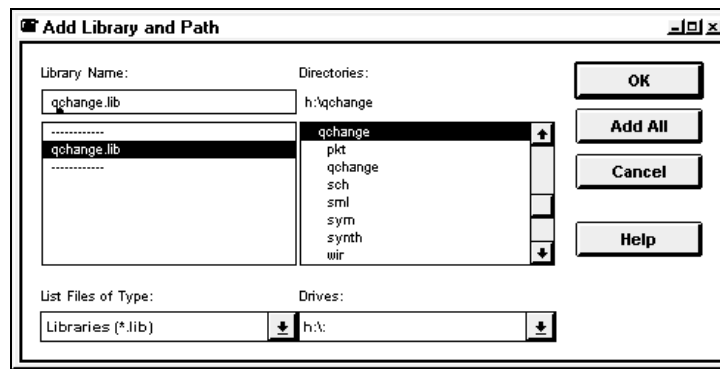 Add Library and Path
Library Name:
qchange.lib
------------
qchange.lib
------------
Directories:
h:\qchange
qchange
pkt
qchange
sch
sml
sym
synth
wir
OK
Add All
Cancel
Help
List Files of Type:
Libraries (*.lib)
Drives:
h:\: